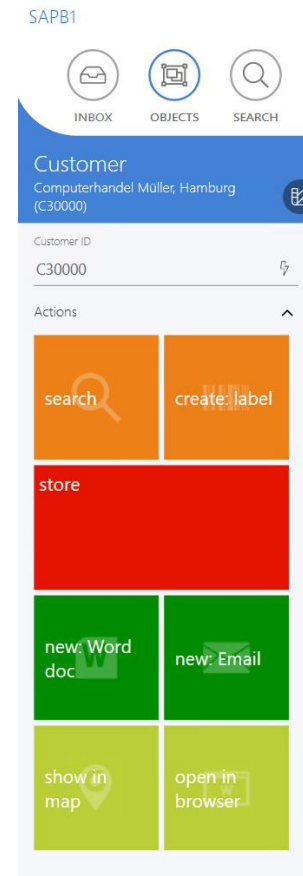 SAPB1
INBOX OBJECTS SEARCH
Customer
Computerhandel Müller, Hamburg
(C30000)
Customer ID
C30000
Actions
search
create: label
store
new: Word
doc
new: Email
show in
map
open in
browser